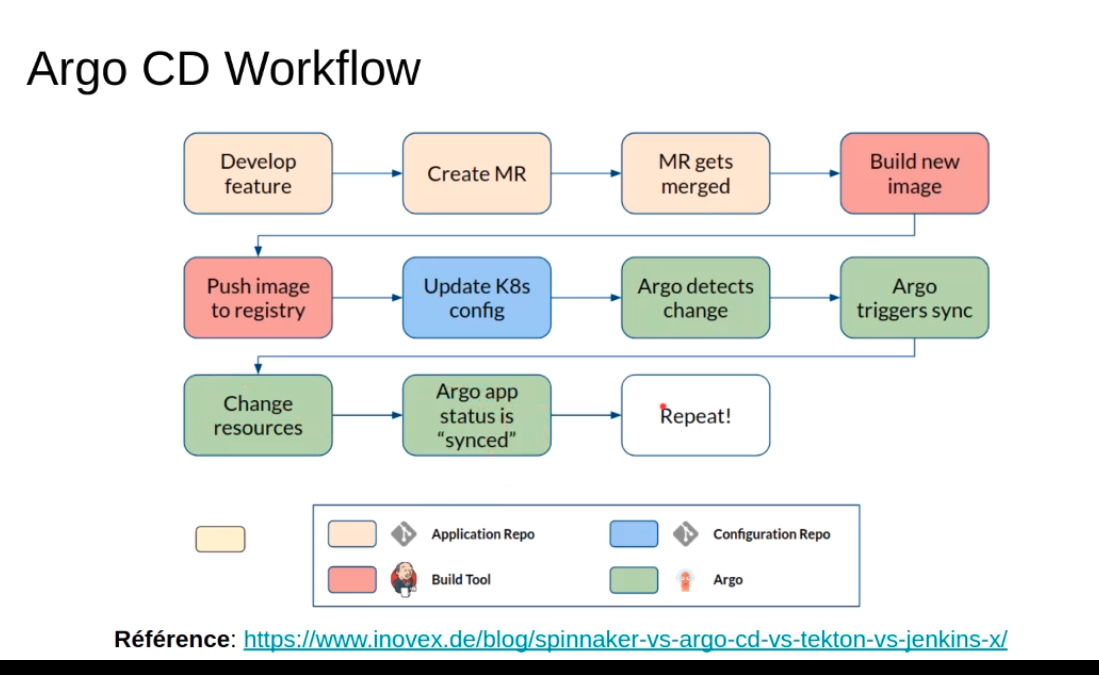 Argo CD Workflow
Develop
feature
Create MR
MR gets
merged
Build new
image
Push image
to registry
Update K8s
config
Argo detects
change
Argo
triggers sync
Change
resources
Argo app
status is
“synced”
Repeat!
Application Repo
Configuration Repo
Build Tool
Argo
Référence: https://www.inovex.de/blog/spinnaker-vs-argo-cd-vs-tekton-vs-jenkins-x/